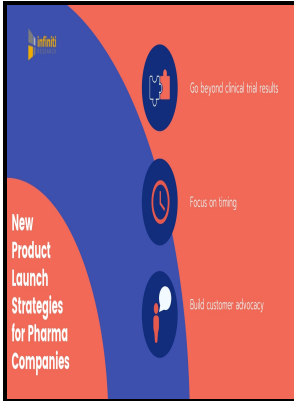 infiniti
RESEARCH
Go beyond clinical trial results
Focus on timing
Build customer advocacy
New
Product
Launch
Strategies
for Pharma
Companies